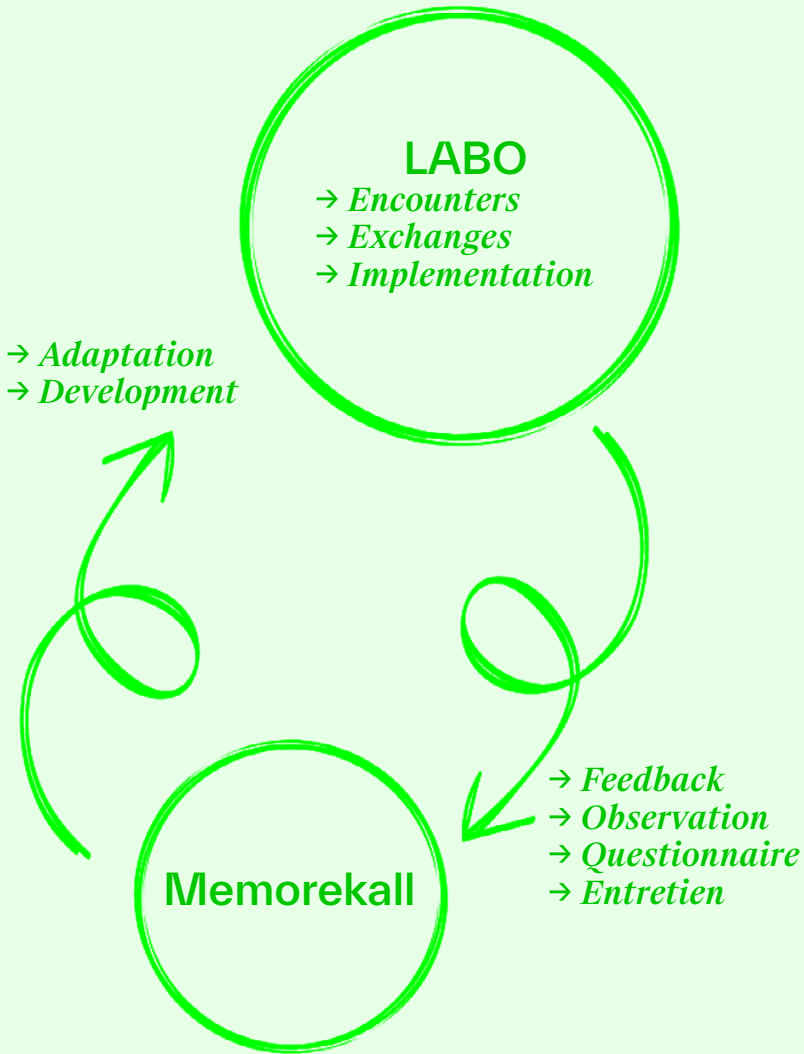 LABO
→ Encounters
→ Exchanges
→ Implementation
→ Adaptation
→ Development
→ Feedback
→ Observation
→ Questionnaire
→ Entretien
Memorekall